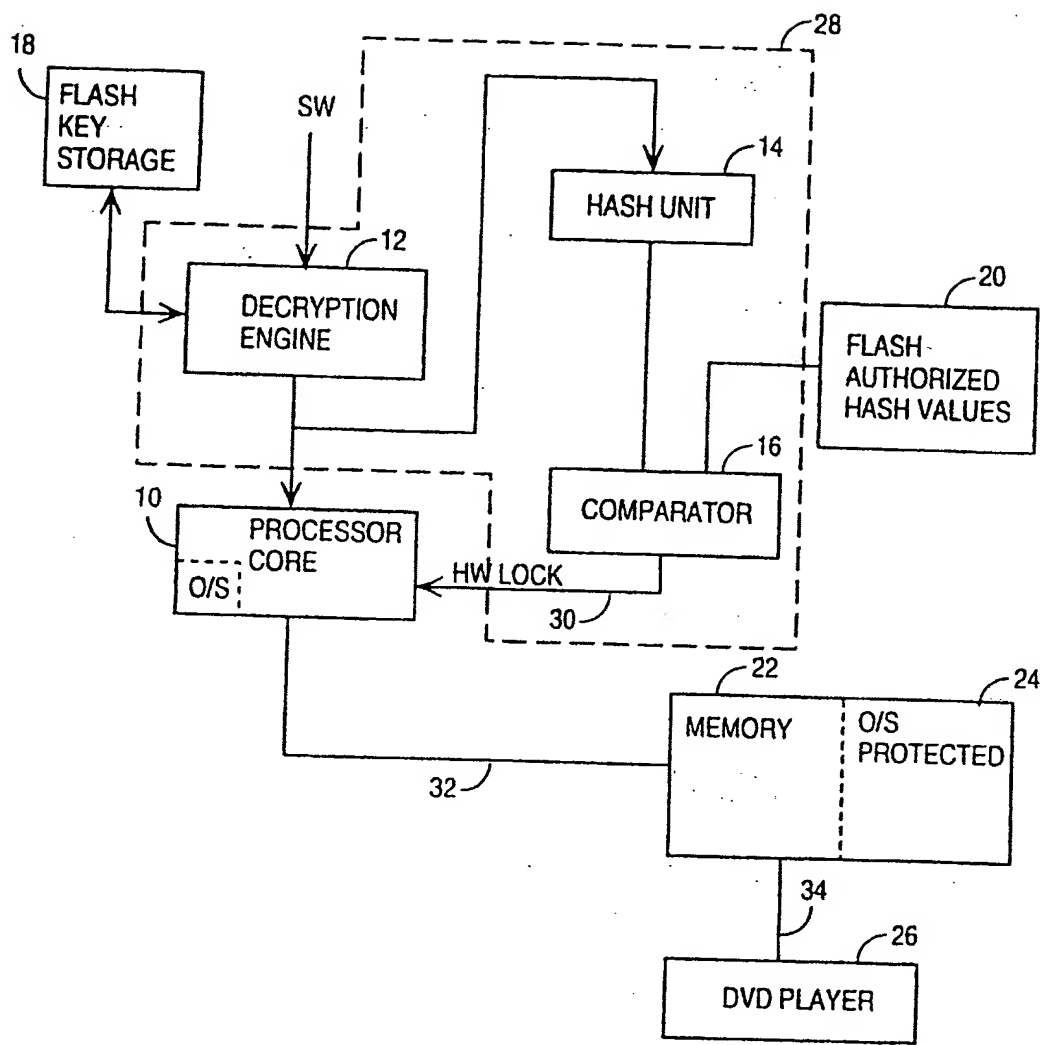 28
18
FLASH
KEY
STORAGE
SW
14
HASH UNIT
12
DECRYPTION
ENGINE
20
FLASH
AUTHORIZED
HASH VALUES
16
COMPARATOR
10
PROCESSOR
CORE
O/S
HW LOCK
30
22
24
MEMORY
O/S
PROTECTED
32
34
26
DVD PLAYER